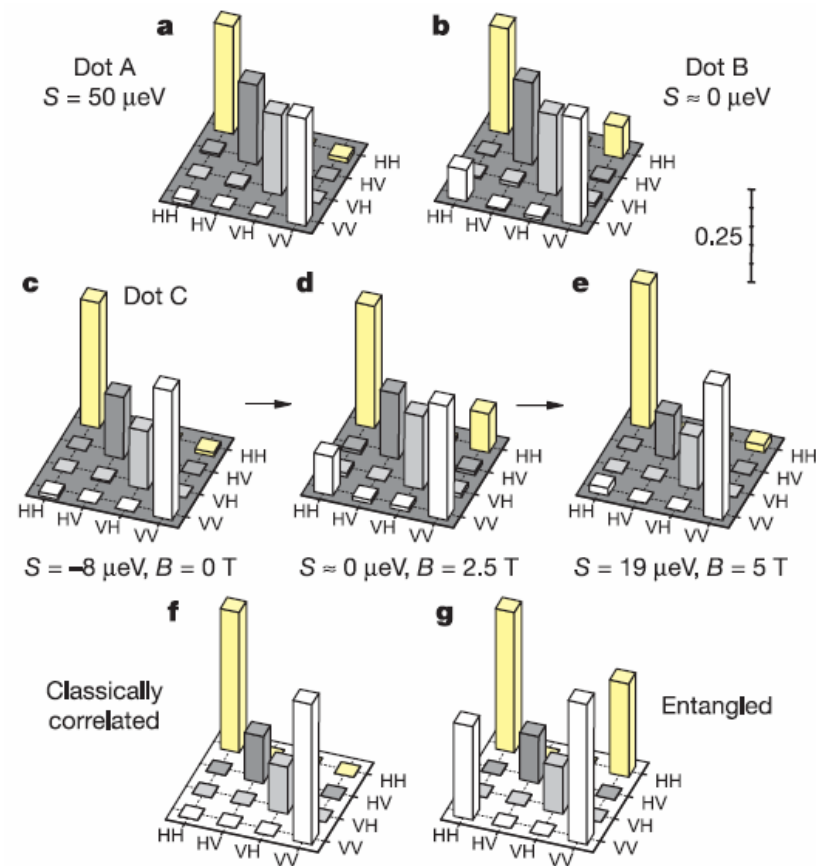 a
b
Dot A
S = 50 μeV
Dot B
S ≈ 0 μeV
HH
HV
VH
VV
HH
HV
VH
VV
HH
HV
VH
VV
HH
HV
VH
VV
0.25
c
Dot C
d
e
HH
HV
VH
VV
HH
HV
VH
VV
HH
HV
VH
VV
HH
HV
VH
VV
HH
HV
VH
VV
HH
HV
VH
VV
S = –8 μeV, B = 0 T
S ≈ 0 μeV, B = 2.5 T
S = 19 μeV, B = 5 T
f
g
Classically
correlated
Entangled
HH
HV
VH
VV
HH
HV
VH
VV
HH
HV
VH
VV
HH
HV
VH
VV